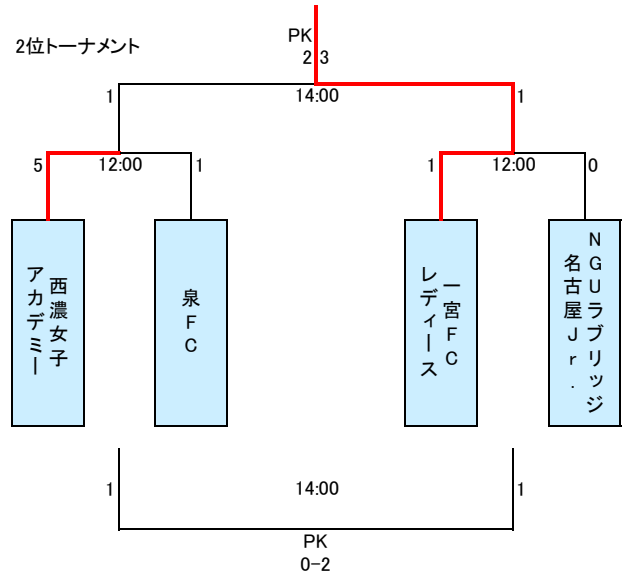 2位トーナメント
PK
2 3
1
14:00
1
5
12:00
1
1
12:00
0
西濃女子
アカデミー
泉FC
一宮FC
レディース
NGUラブリッジ
名古屋Jr.
1
14:00
1
PK
0-2